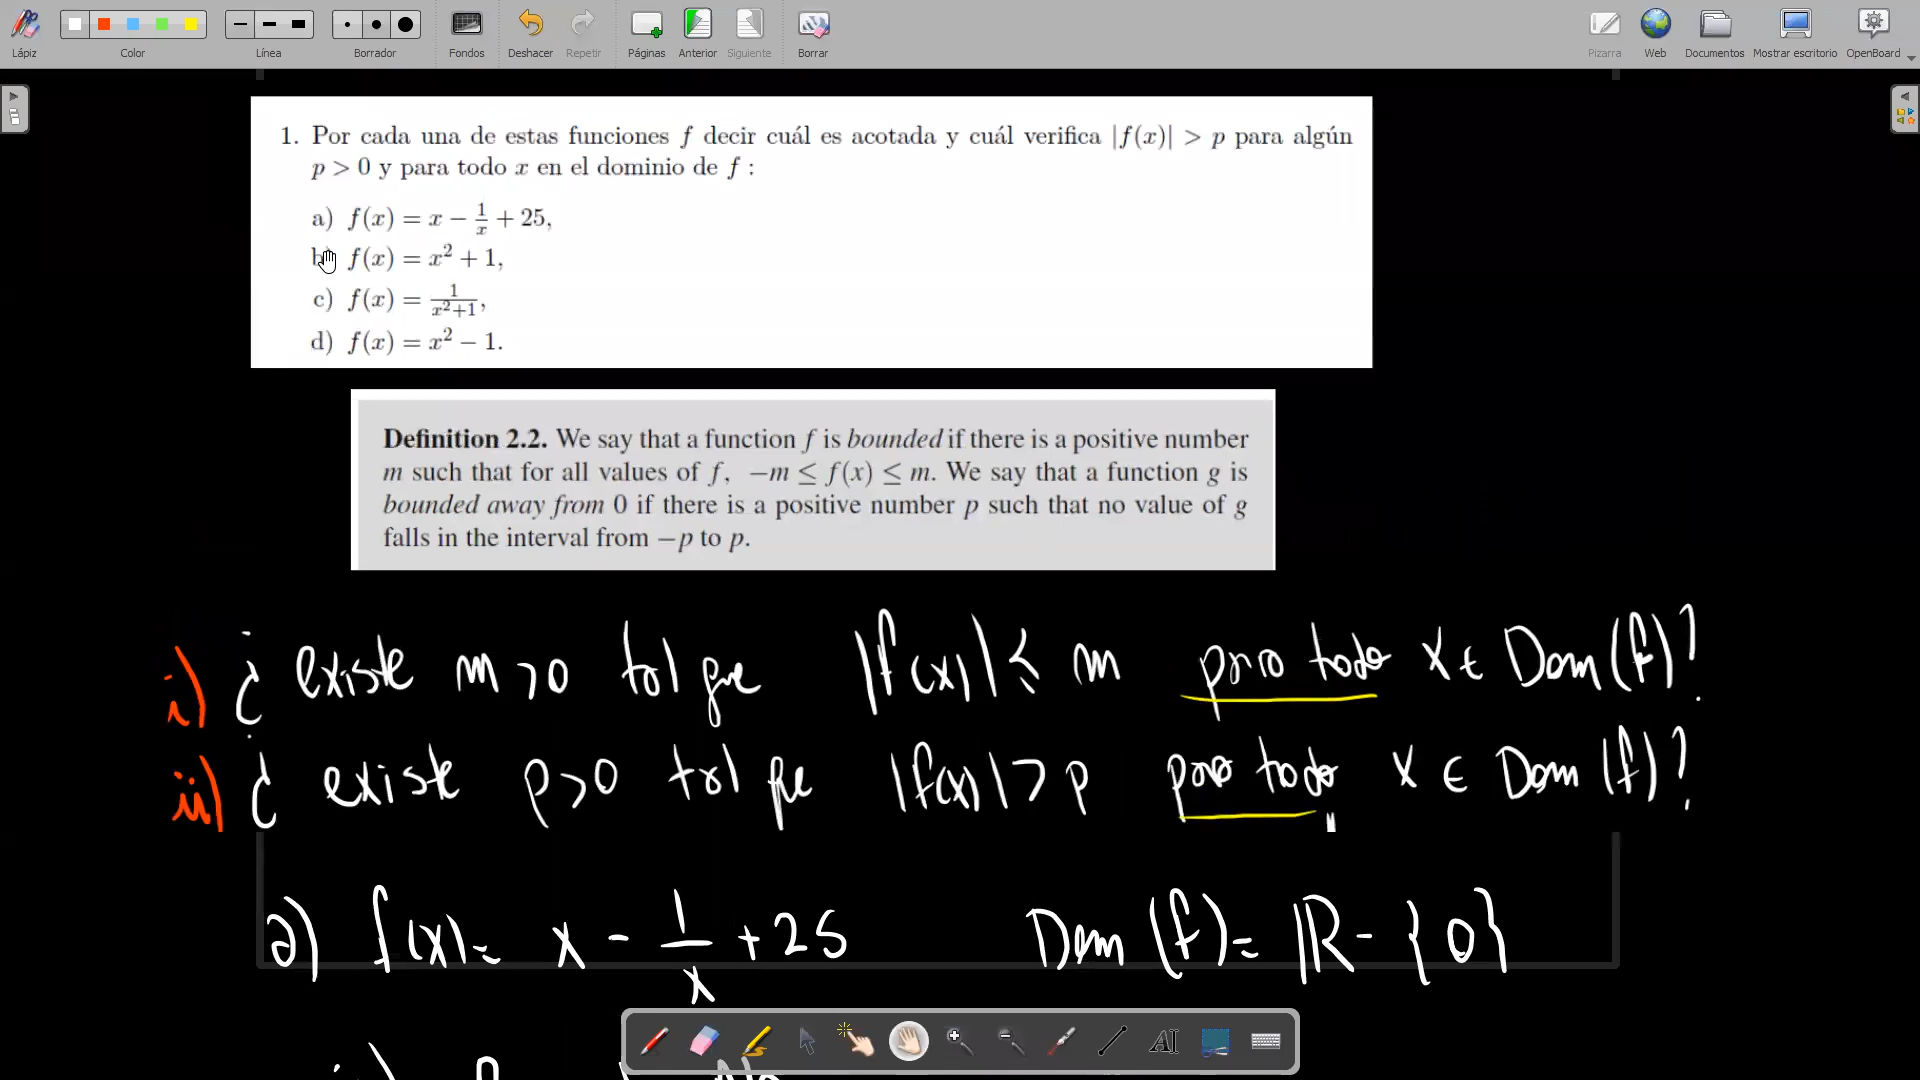 Lápiz Color Línea Borrador Fondos Deshacer Repetir Páginas Anterior Siguiente Borrar Pizarra Web Documentos Mostrar escritorio OpenBoard
1. Por cada una de estas funciones f decir cuál es acotada y cuál verifica |f(x)| > p para algún
p > 0 y para todo x en el dominio de f :
a) f(x) = x − 1/x + 25,
b) f(x) = x² + 1,
c) f(x) = 1/(x²+1),
d) f(x) = x² − 1.
Definition 2.2. We say that a function f is bounded if there is a positive number
m such that for all values of f, −m ≤ f(x) ≤ m. We say that a function g is
bounded away from 0 if there is a positive number p such that no value of g
falls in the interval from −p to p.
i) ¿ existe m>0 tal que |f(x)| ≤ m para todo x ∈ Dom(f)?
ii) ¿ existe p>0 tal que |f(x)| > p para todo x ∈ Dom(f)?
a) f(x)= x − 1/x + 25 Dom(f)= ℝ − {0}